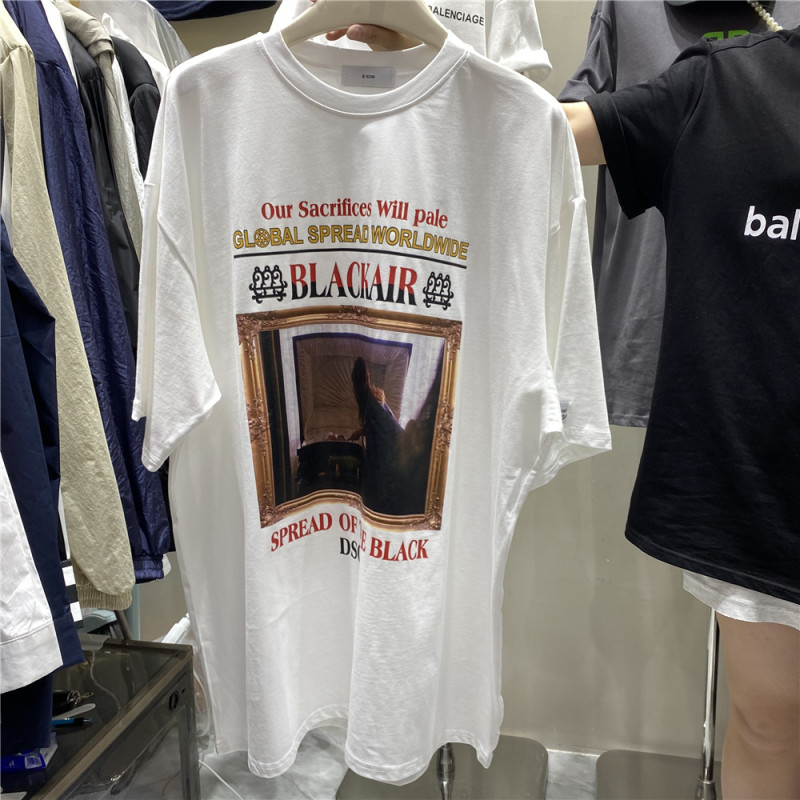 BALENCIAGA
Our Sacrifices Will pale
GLOBAL SPREAD WORLDWIDE
BLACKAIR
SPREAD OF E BLACK
DS
bal